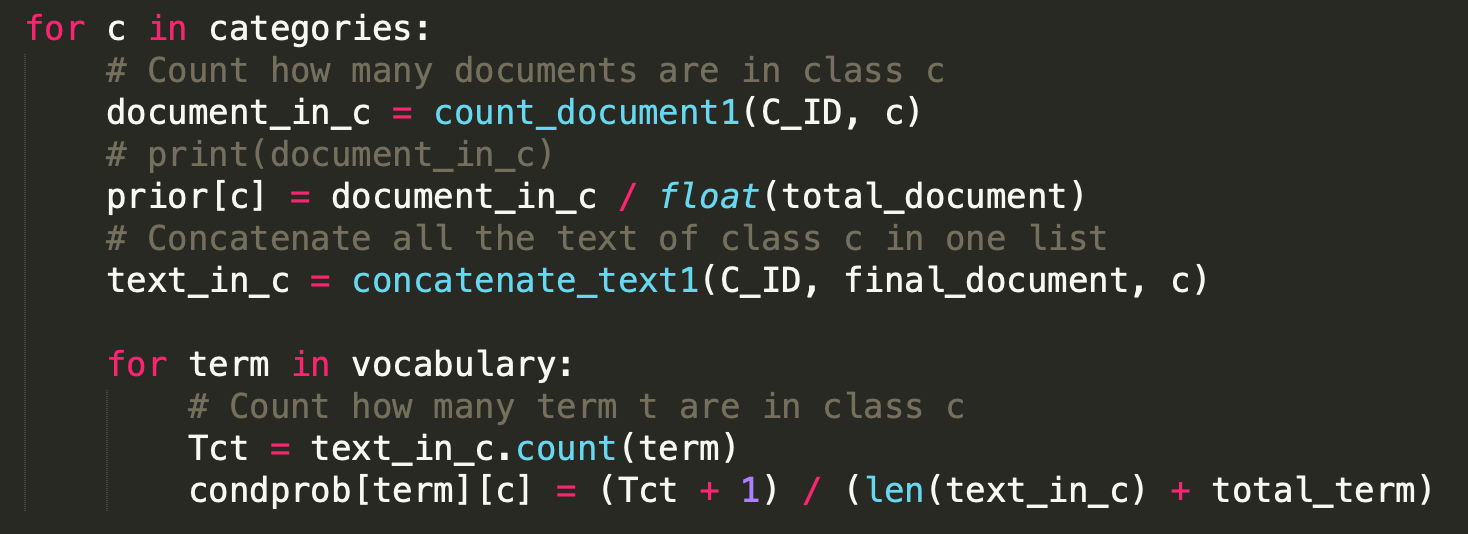 for c in categories:
    # Count how many documents are in class c
    document_in_c = count_document1(C_ID, c)
    # print(document_in_c)
    prior[c] = document_in_c / float(total_document)
    # Concatenate all the text of class c in one list
    text_in_c = concatenate_text1(C_ID, final_document, c)

    for term in vocabulary:
        # Count how many term t are in class c
        Tct = text_in_c.count(term)
        condprob[term][c] = (Tct + 1) / (len(text_in_c) + total_term)